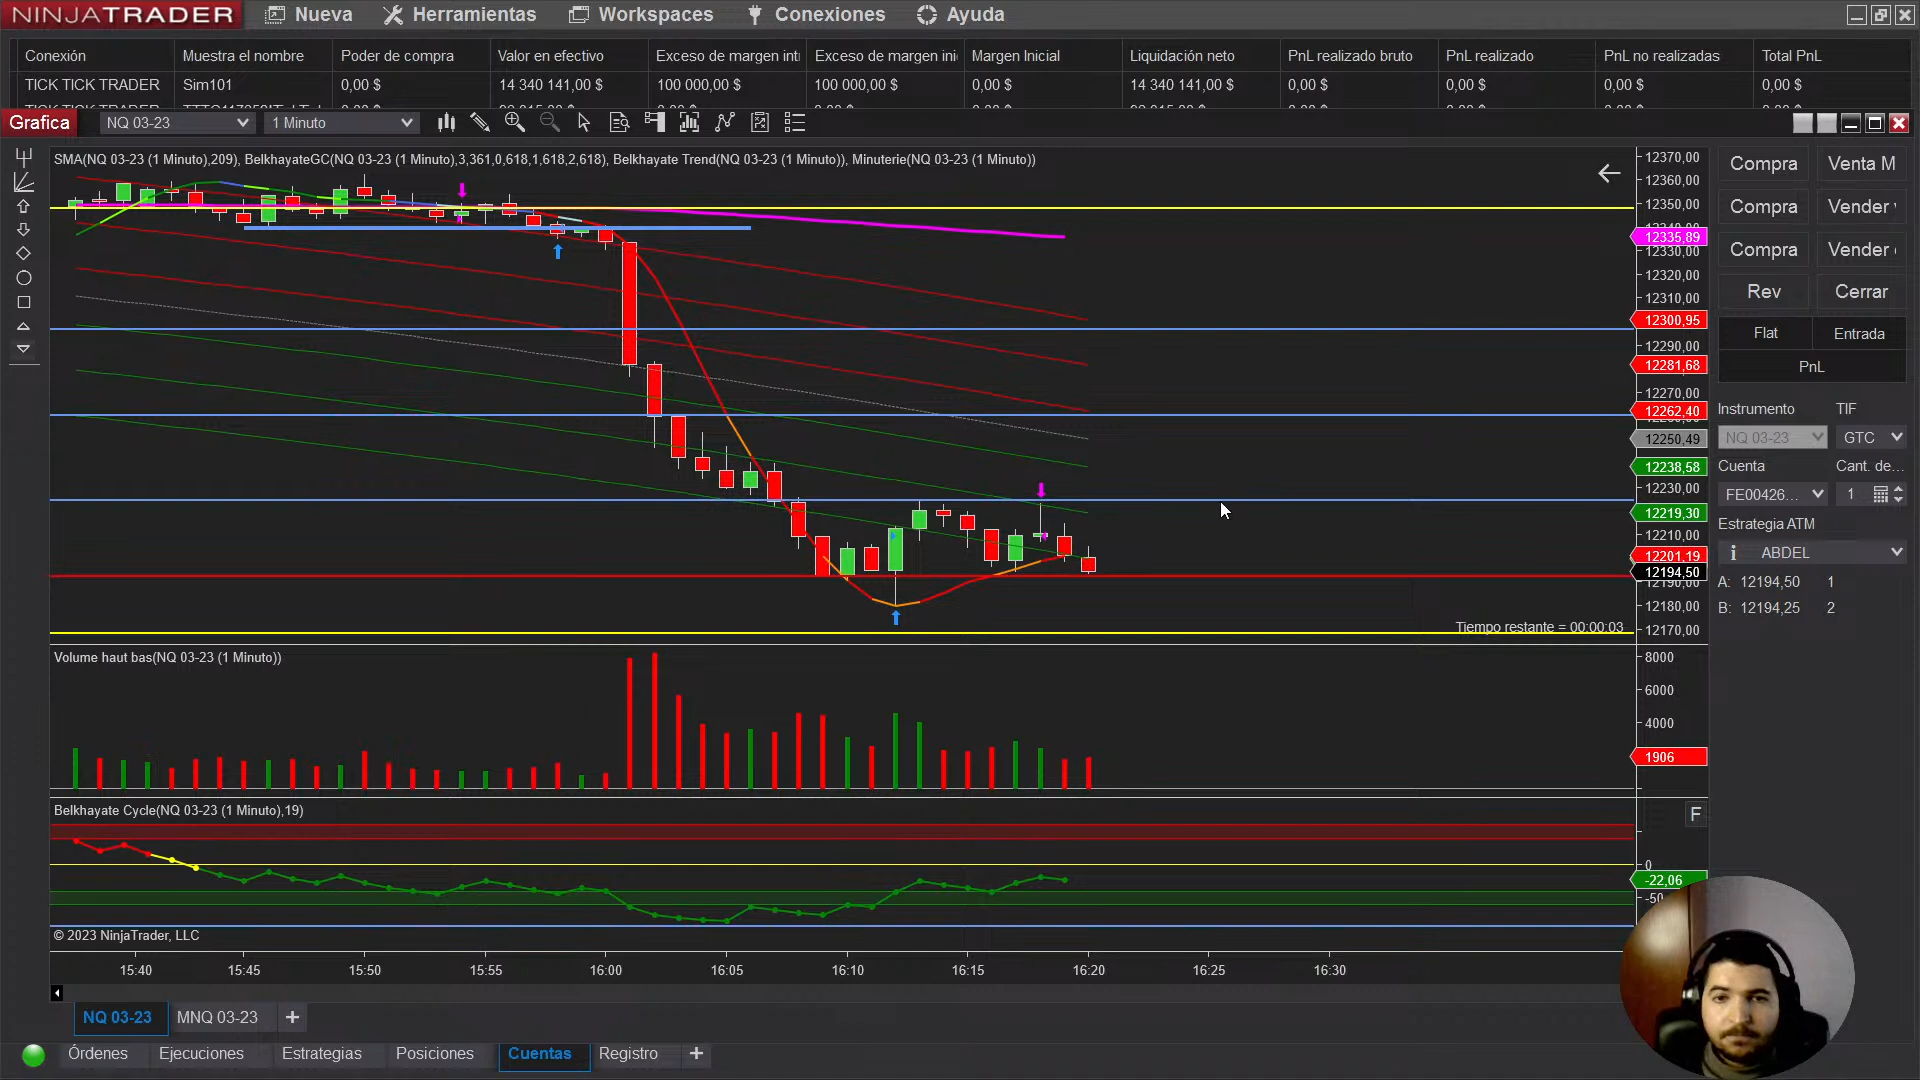 NINJATRADER Nueva Herramientas Workspaces Conexiones Ayuda
Conexión Muestra el nombre Poder de compra Valor en efectivo Exceso de margen int Exceso de margen ini Margen Inicial Liquidación neto PnL realizado bruto PnL realizado PnL no realizadas Total PnL
TICK TICK TRADER Sim101 0,00 $ 14 340 141,00 $ 100 000,00 $ 100 000,00 $ 0,00 $ 14 340 141,00 $ 0,00 $ 0,00 $ 0,00 $ 0,00 $
Grafica NQ 03-23 1 Minuto
SMA(NQ 03-23 (1 Minuto),209), BelkhayateGC(NQ 03-23 (1 Minuto),3,361,0,618,1,618,2,618), Belkhayate Trend(NQ 03-23 (1 Minuto)), Minuterie(NQ 03-23 (1 Minuto))
12370,00
12360,00
12350,00
12335,89
12330,00
12320,00
12310,00
12300,95
12290,00
12281,68
12270,00
12262,40
12250,49
12238,58
12230,00
12219,30
12210,00
12201,19
12194,50
12190,00
12180,00
12170,00
Tiempo restante = 00:00:03
Compra Venta M
Compra Vender
Compra Vender
Rev Cerrar
Flat Entrada
PnL
Instrumento TIF
NQ 03-23 GTC
Cuenta Cant. de...
FE00426... 1
Estrategia ATM
i ABDEL
A: 12194,50 1
B: 12194,25 2
Volume haut bas(NQ 03-23 (1 Minuto))
8000
6000
4000
1906
Belkhayate Cycle(NQ 03-23 (1 Minuto),19)
F
0
-22,06
-50
© 2023 NinjaTrader, LLC
15:40 15:45 15:50 15:55 16:00 16:05 16:10 16:15 16:20 16:25 16:30
NQ 03-23 MNQ 03-23 +
Órdenes Ejecuciones Estrategias Posiciones Cuentas Registro +